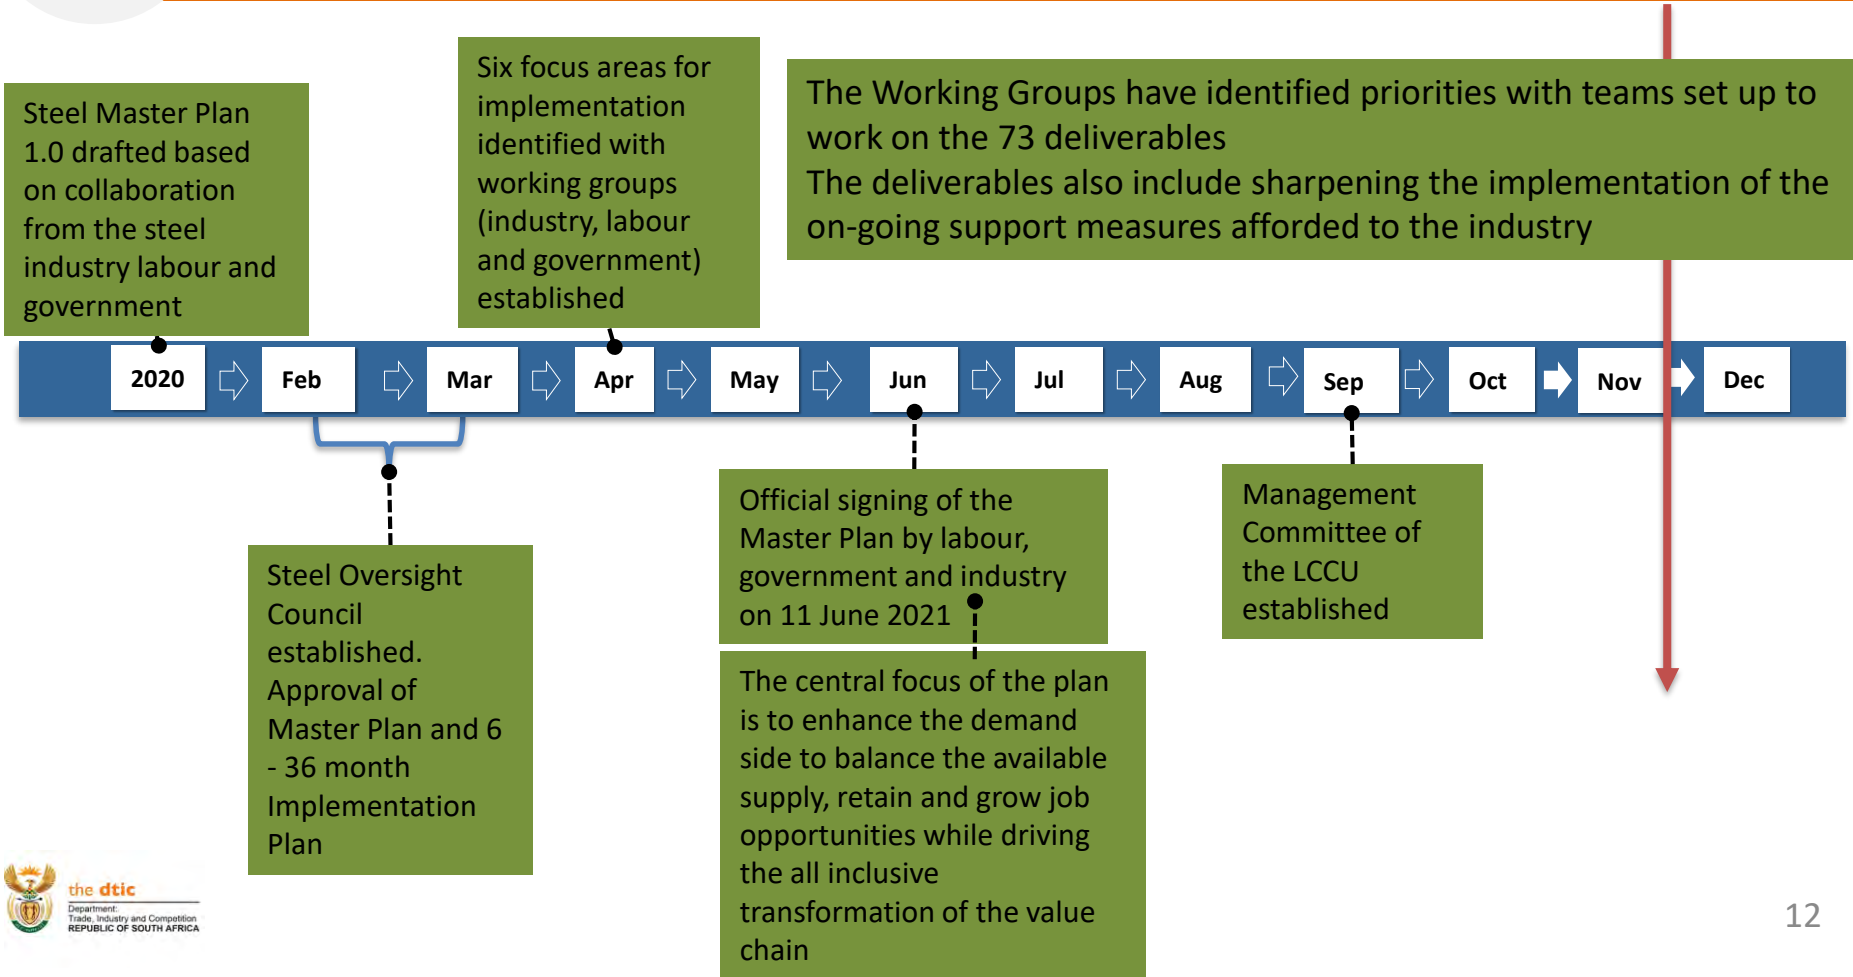 Steel Master Plan
1.0 drafted based
on collaboration
from the steel
industry labour and
government
Six focus areas for
implementation
identified with
working groups
(industry, labour
and government)
established
The Working Groups have identified priorities with teams set up to
work on the 73 deliverables
The deliverables also include sharpening the implementation of the
on-going support measures afforded to the industry
2020
Feb
Mar
Apr
May
Jun
Jul
Aug
Sep
Oct
Nov
Dec
Steel Oversight
Council
established.
Approval of
Master Plan and 6
- 36 month
Implementation
Plan
Official signing of the
Master Plan by labour,
government and industry
on 11 June 2021
The central focus of the plan
is to enhance the demand
side to balance the available
supply, retain and grow job
opportunities while driving
the all inclusive
transformation of the value
chain
Management
Committee of
the LCCU
established
the dtic
Department:
Trade, Industry and Competition
REPUBLIC OF SOUTH AFRICA
12